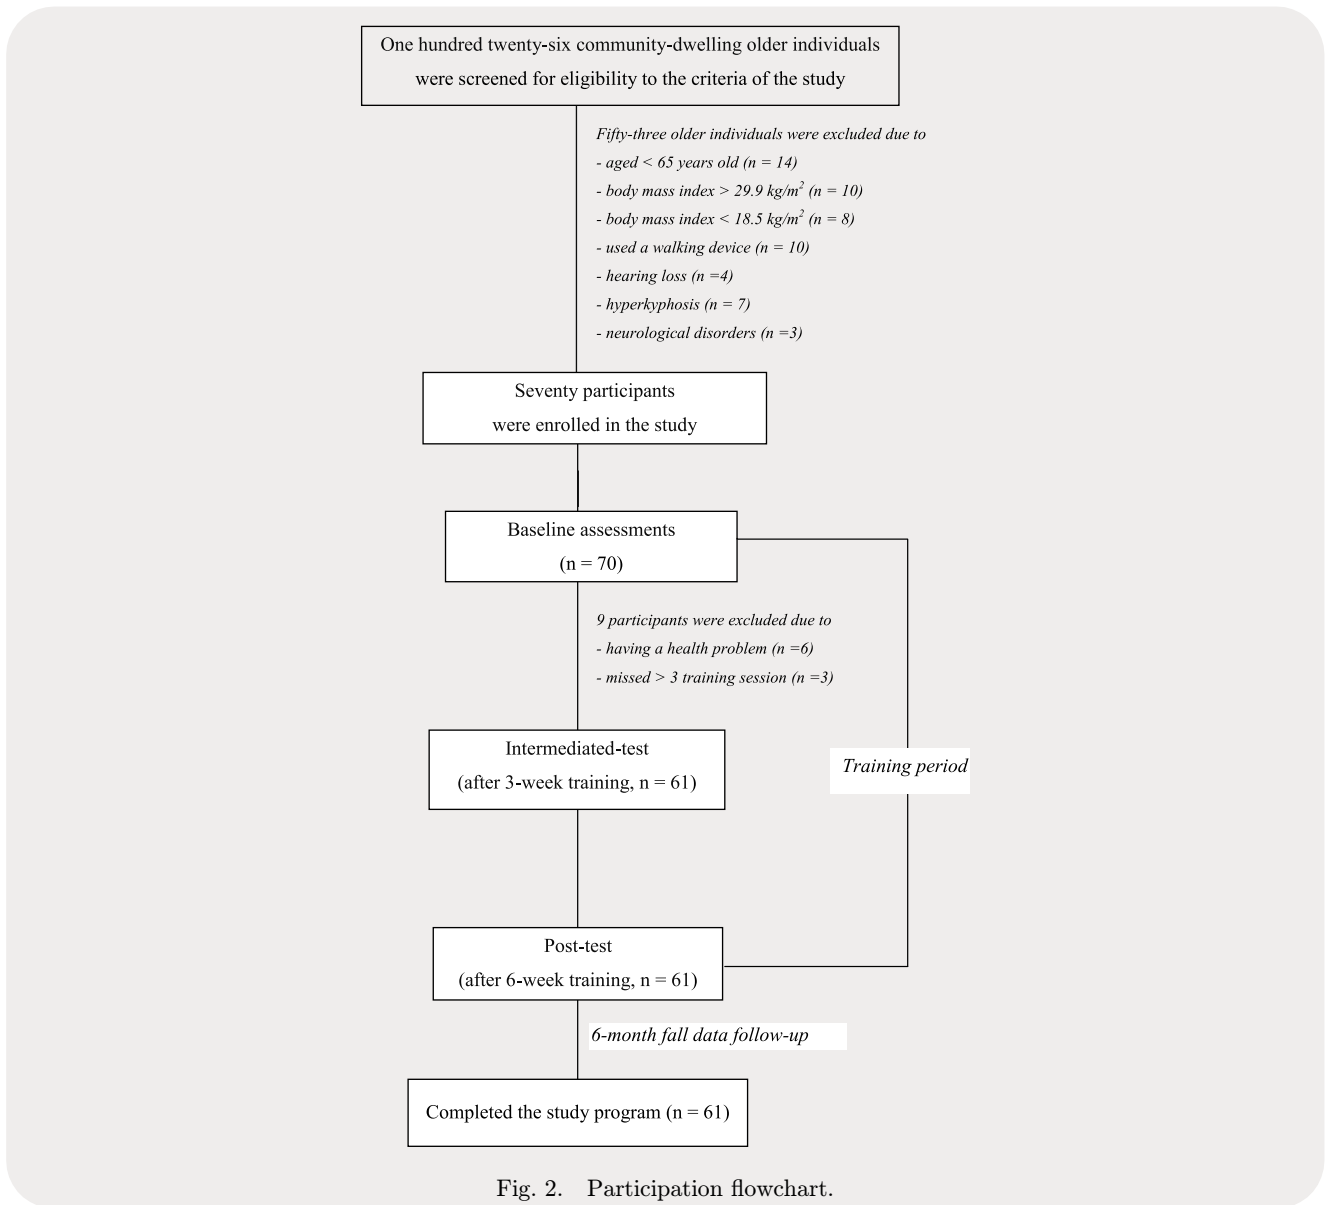 One hundred twenty-six community-dwelling older individuals
were screened for eligibility to the criteria of the study
Fifty-three older individuals were excluded due to
- aged < 65 years old (n = 14)
- body mass index > 29.9 kg/m² (n = 10)
- body mass index < 18.5 kg/m² (n = 8)
- used a walking device (n = 10)
- hearing loss (n =4)
- hyperkyphosis (n = 7)
- neurological disorders (n =3)
Seventy participants
were enrolled in the study
Baseline assessments
(n = 70)
9 participants were excluded due to
- having a health problem (n =6)
- missed > 3 training session (n =3)
Intermediated-test
(after 3-week training, n = 61)
Training period
Post-test
(after 6-week training, n = 61)
6-month fall data follow-up
Completed the study program (n = 61)
Fig. 2. Participation flowchart.